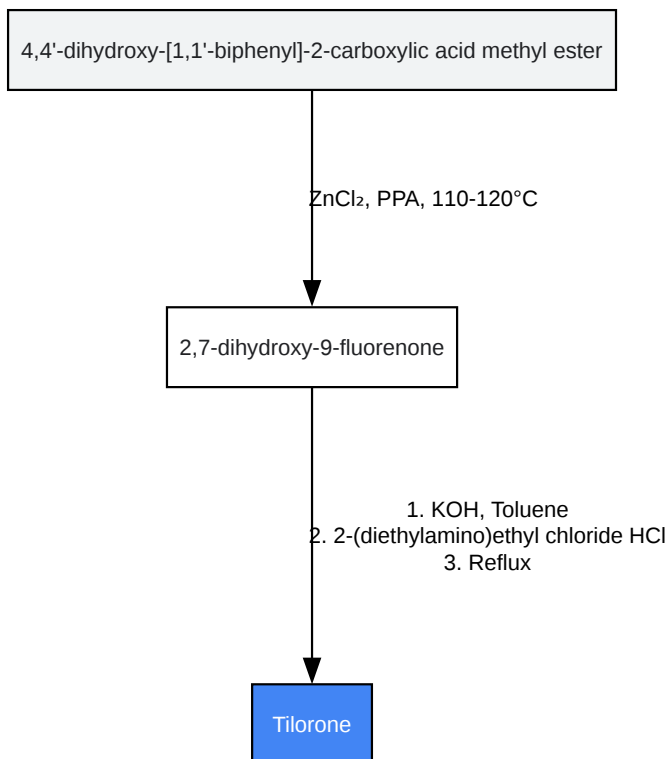 4,4'-dihydroxy-[1,1'-biphenyl]-2-carboxylic acid methyl ester
ZnCl₂, PPA, 110-120°C
2,7-dihydroxy-9-fluorenone
1. KOH, Toluene
2. 2-(diethylamino)ethyl chloride HCl
3. Reflux
Tilorone